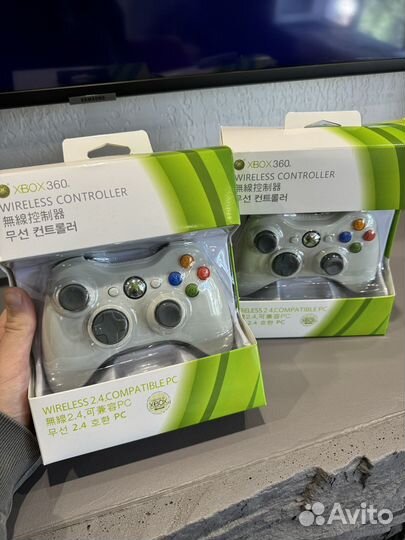 SAMSUNG
XBOX360.
WIRELESS CONTROLLER
無線控制器
무선 컨트롤러
WIRELESS 2.4,COMPATIBLE PC
無線2.4,可兼容PC
무선 2.4 호환 PC
XBOX
XBOX360.
WIRELESS CONTROLLER
無線控制器
무선 컨트롤러
WIRELESS 2.4,COMPATIBLE PC
無線2.4,可兼容PC
무선 2.4 호환 PC
XBOX
Avito